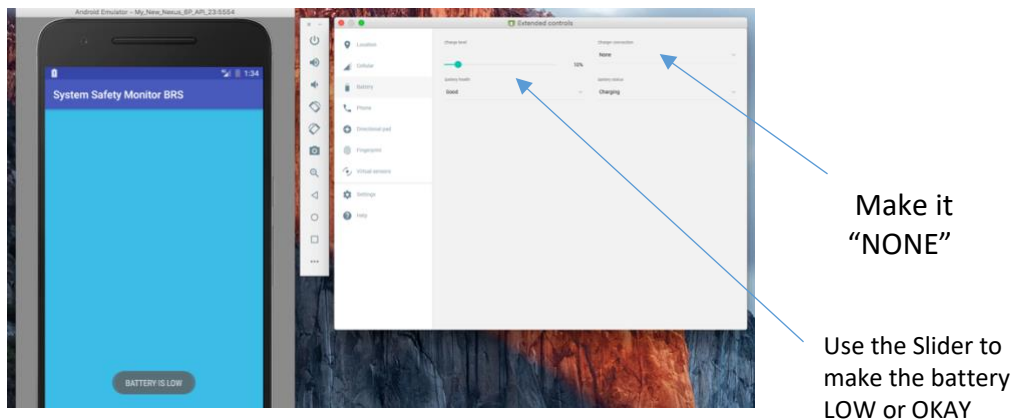 Android Emulator - My_New_Nexus_6P_API_23:5554
1:34
System Safety Monitor BRS
BATTERY IS LOW
Extended controls
Location
Cellular
Battery
Phone
Directional pad
Fingerprint
Virtual sensors
Settings
Help
Charge level
Charger connection
None
Battery health
Good
Battery status
Charging
Make it
“NONE”
Use the Slider to
make the battery
LOW or OKAY